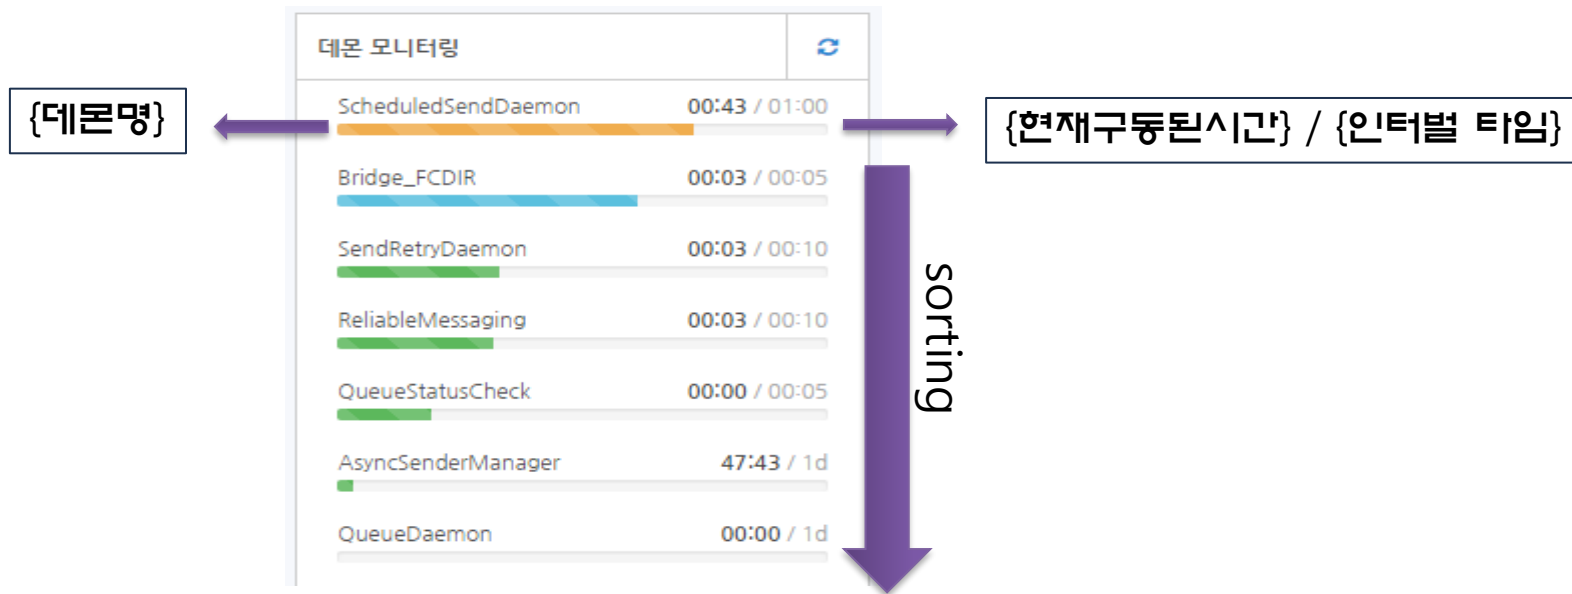 데몬 모니터링
{데몬명}
ScheduledSendDaemon 00:43 / 01:00
{현재구동된시간} / {인터벌 타임}
Bridge_FCDIR 00:03 / 00:05
SendRetryDaemon 00:03 / 00:10
ReliableMessaging 00:03 / 00:10
QueueStatusCheck 00:00 / 00:05
AsyncSenderManager 47:43 / 1d
QueueDaemon 00:00 / 1d
sorting